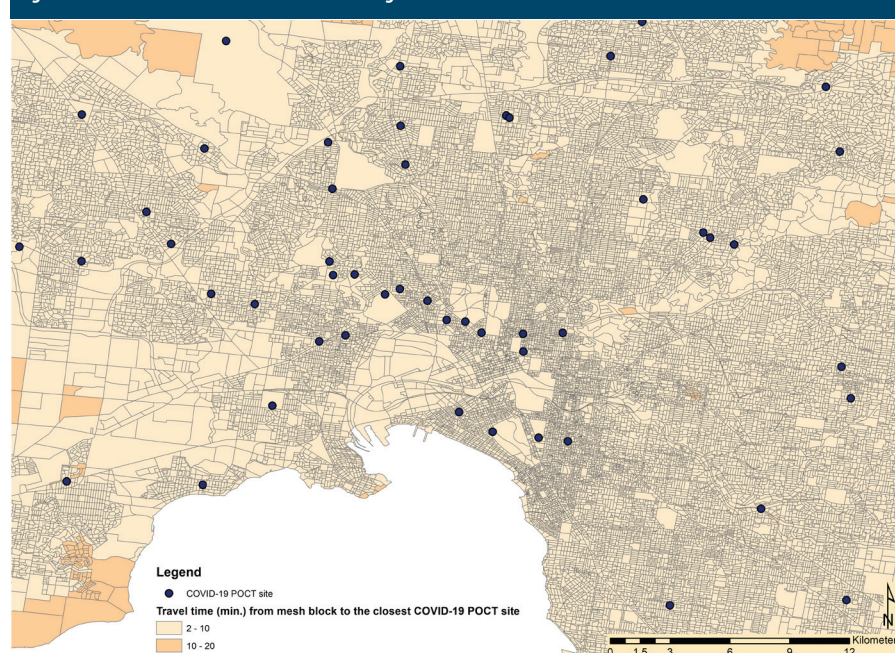 Legend
COVID-19 POCT site
Travel time (min.) from mesh block to the closest COVID-19 POCT site
2 - 10
10 - 20
N
Kilometer
0 1.5 3 6 9 12